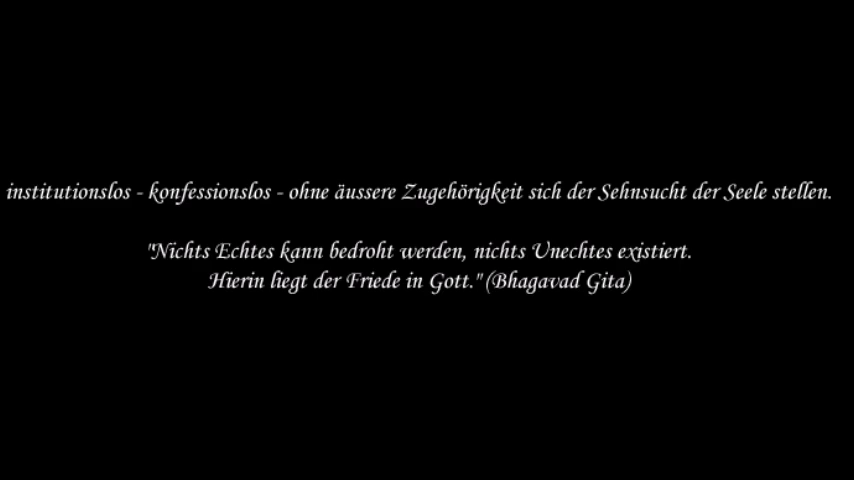 institutionslos - konfessionslos - ohne äussere Zugehörigkeit sich der Sehnsucht der Seele stellen.
"Nichts Echtes kann bedroht werden, nichts Unechtes existiert.
Hierin liegt der Friede in Gott." (Bhagavad Gita)